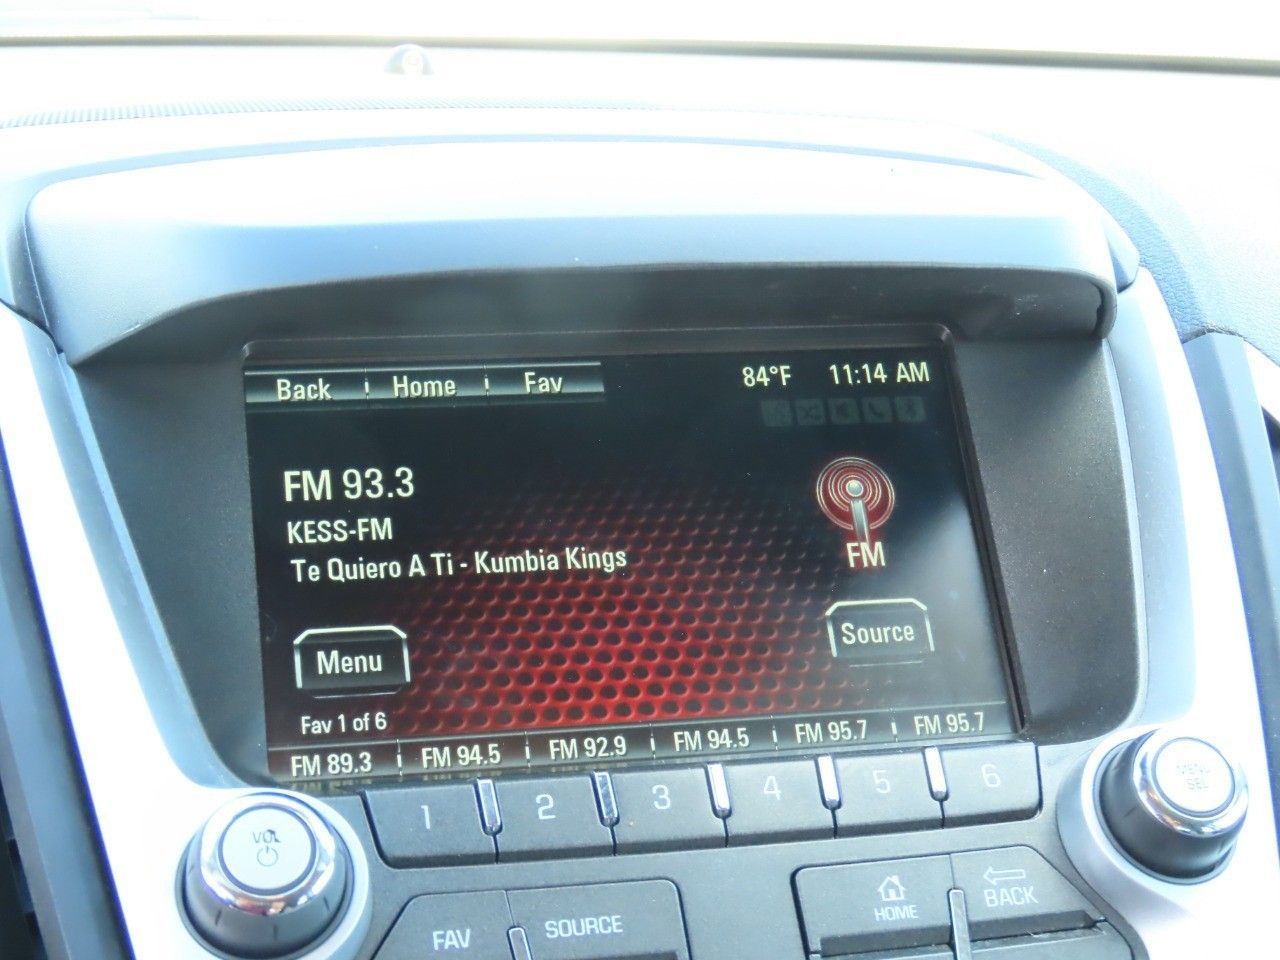 Back Home Fav 84°F 11:14 AM
FM 93.3
KESS-FM
Te Quiero A Ti - Kumbia Kings
FM
Menu
Source
Fav 1 of 6
FM 89.3 FM 94.5 FM 92.9 FM 94.5 FM 95.7 FM 95.7
1 2 3 4 5 6
VOL
MENU
SEL
FAV SOURCE
HOME BACK